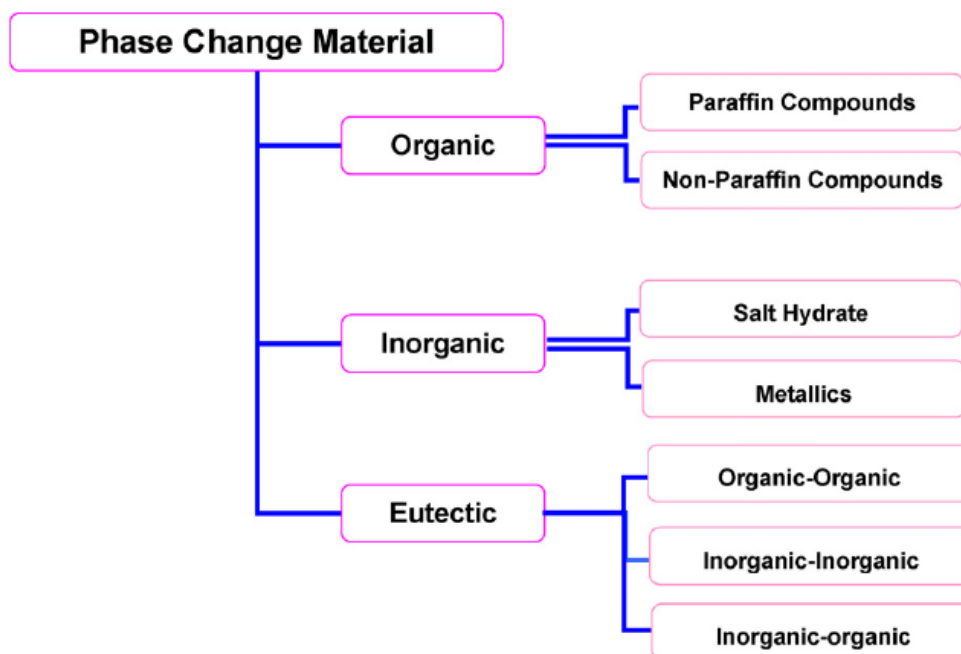 Phase Change Material
Organic
Paraffin Compounds
Non-Paraffin Compounds
Inorganic
Salt Hydrate
Metallics
Eutectic
Organic-Organic
Inorganic-Inorganic
Inorganic-organic